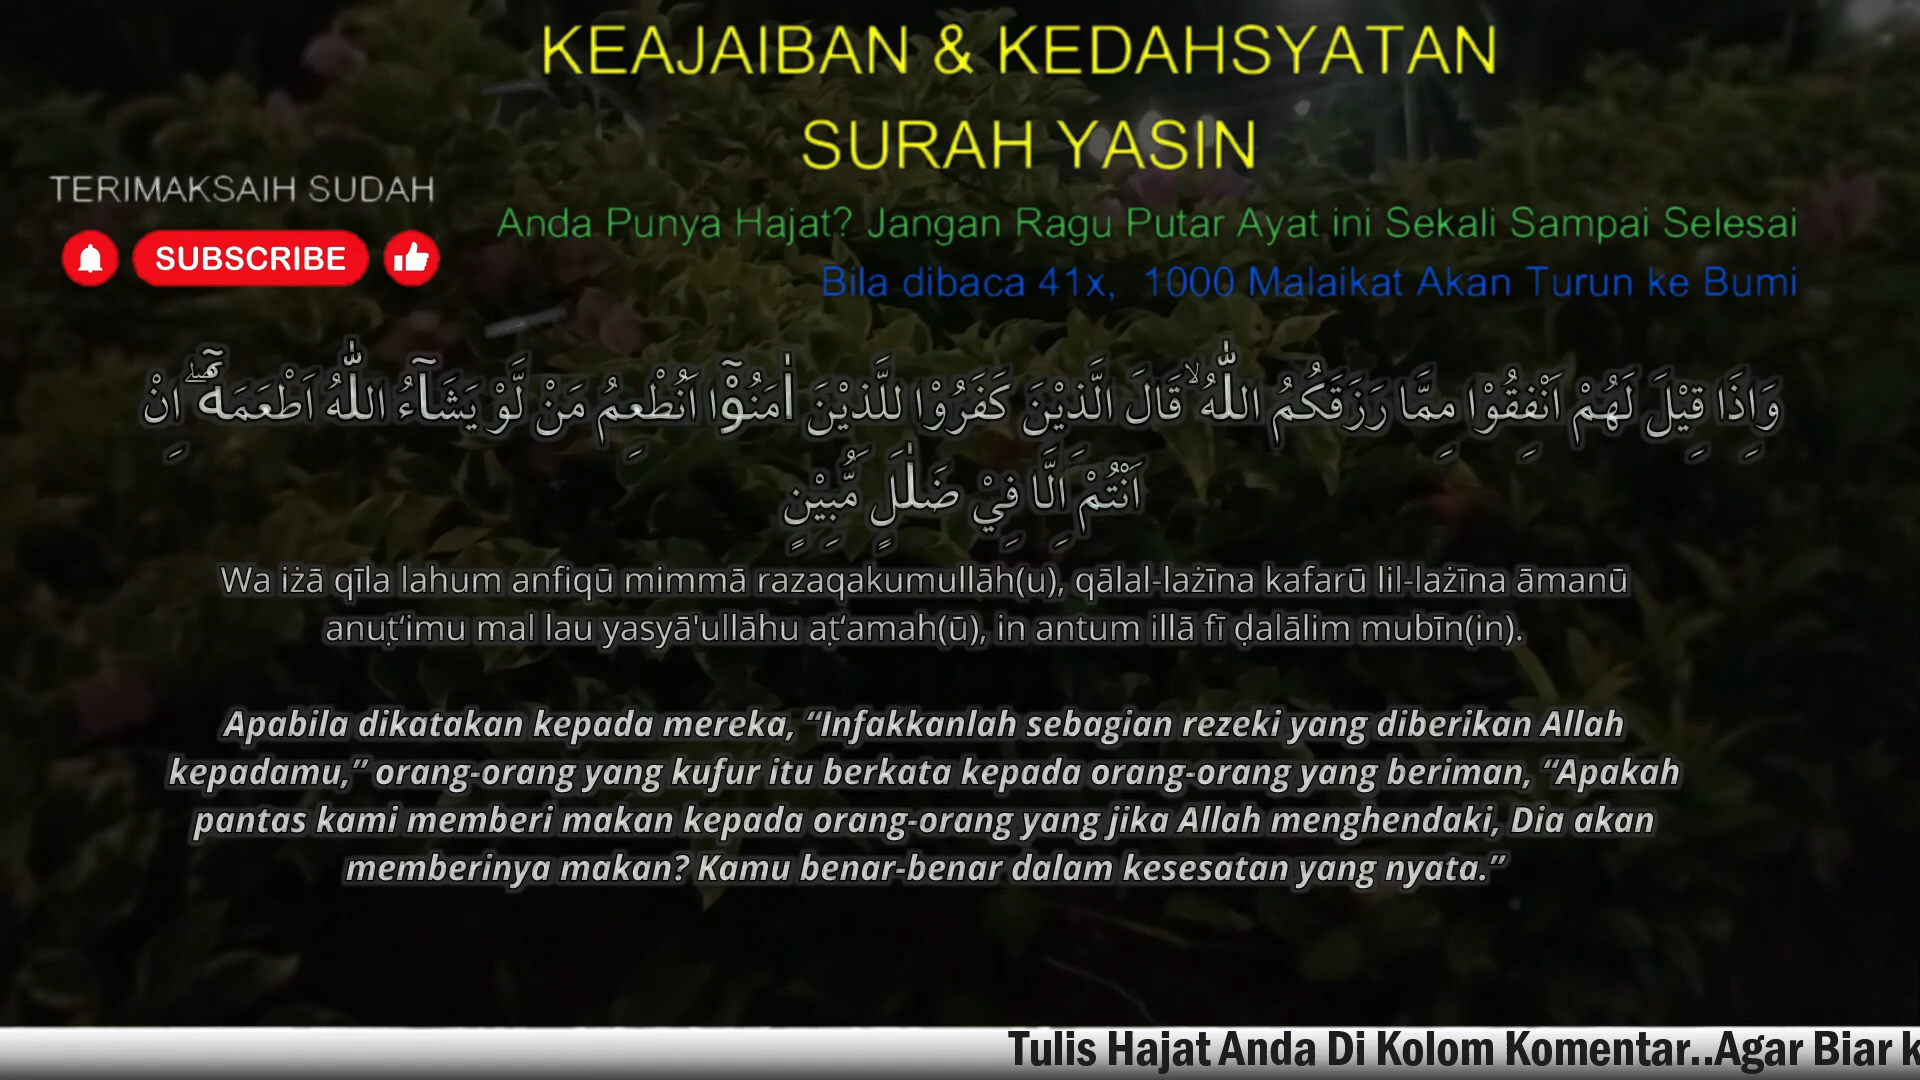 KEAJAIBAN & KEDAHSYATAN
SURAH YASIN
TERIMAKSAIH SUDAH
SUBSCRIBE
Anda Punya Hajat? Jangan Ragu Putar Ayat ini Sekali Sampai Selesai
Bila dibaca 41x, 1000 Malaikat Akan Turun ke Bumi
وَاِذَا قِيْلَ لَهُمْ اَنْفِقُوْا مِمَّا رَزَقَكُمُ اللّٰهُ ۙقَالَ الَّذِيْنَ كَفَرُوْا لِلَّذِيْنَ اٰمَنُوْٓا اَنُطْعِمُ مَنْ لَّوْ يَشَاۤءُ اللّٰهُ اَطْعَمَهٗٓ ۖاِنْ
اَنْتُمْ اِلَّا فِيْ ضَلٰلٍ مُّبِيْنٍ
Wa iżā qīla lahum anfiqū mimmā razaqakumullāh(u), qālal-lażīna kafarū lil-lażīna āmanū
anuṭ‘imu mal lau yasyā'ullāhu aṭ‘amah(ū), in antum illā fī ḍalālim mubīn(in).
Apabila dikatakan kepada mereka, “Infakkanlah sebagian rezeki yang diberikan Allah
kepadamu,” orang-orang yang kufur itu berkata kepada orang-orang yang beriman, “Apakah
pantas kami memberi makan kepada orang-orang yang jika Allah menghendaki, Dia akan
memberinya makan? Kamu benar-benar dalam kesesatan yang nyata.”
Tulis Hajat Anda Di Kolom Komentar..Agar Biar k